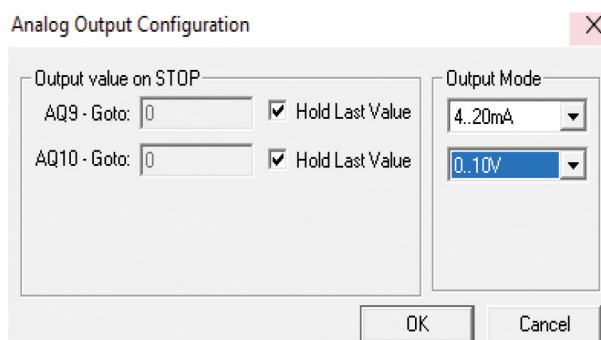 Analog Output Configuration
Output value on STOP
AQ9 - Goto: 0 Hold Last Value
AQ10 - Goto: 0 Hold Last Value
Output Mode
4..20mA
0..10V
OK Cancel